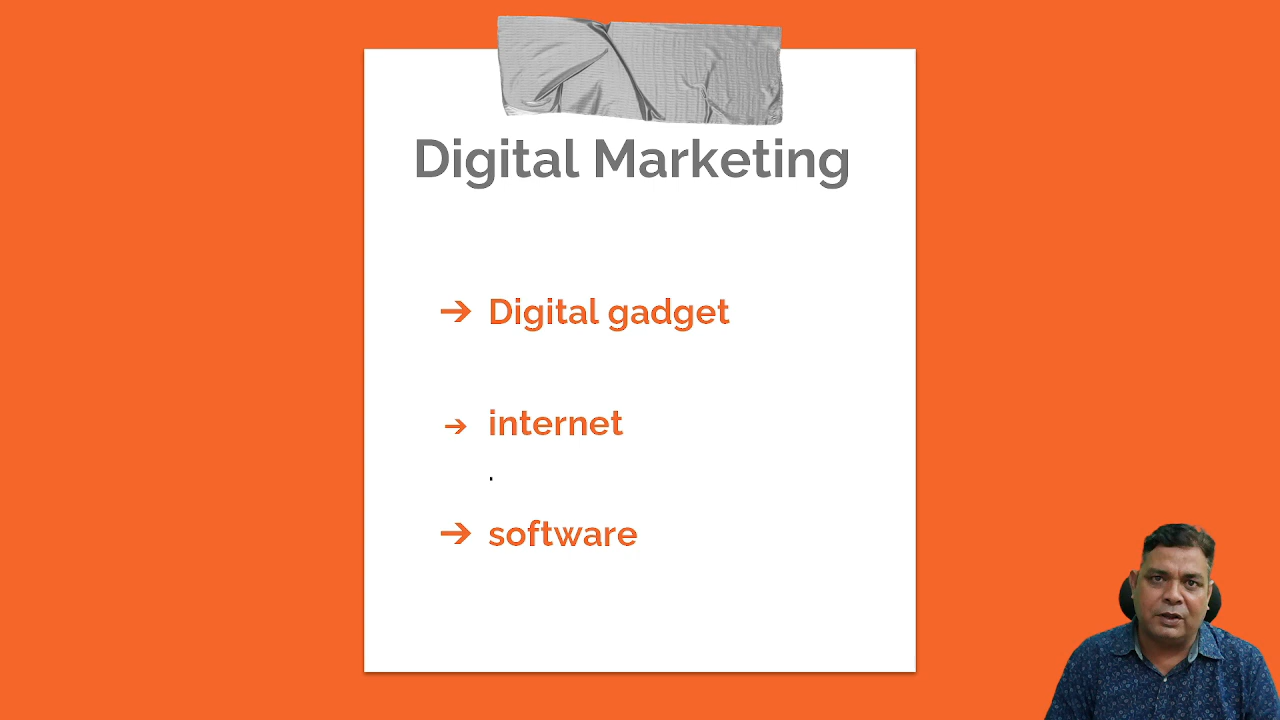 Digital Marketing
➔ Digital gadget
➔ internet
.
➔ software